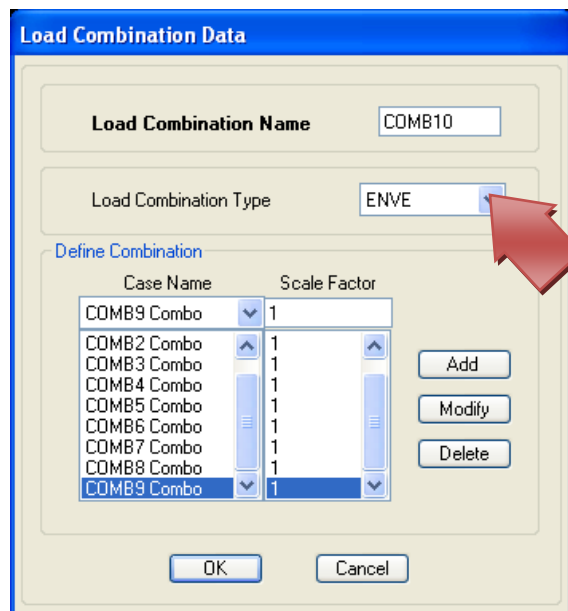 Load Combination Data
Load Combination Name COMB10
Load Combination Type ENVE
Define Combination
Case Name Scale Factor
COMB9 Combo 1
COMB2 Combo 1
COMB3 Combo 1
COMB4 Combo 1
COMB5 Combo 1
COMB6 Combo 1
COMB7 Combo 1
COMB8 Combo 1
COMB9 Combo 1
Add
Modify
Delete
OK Cancel